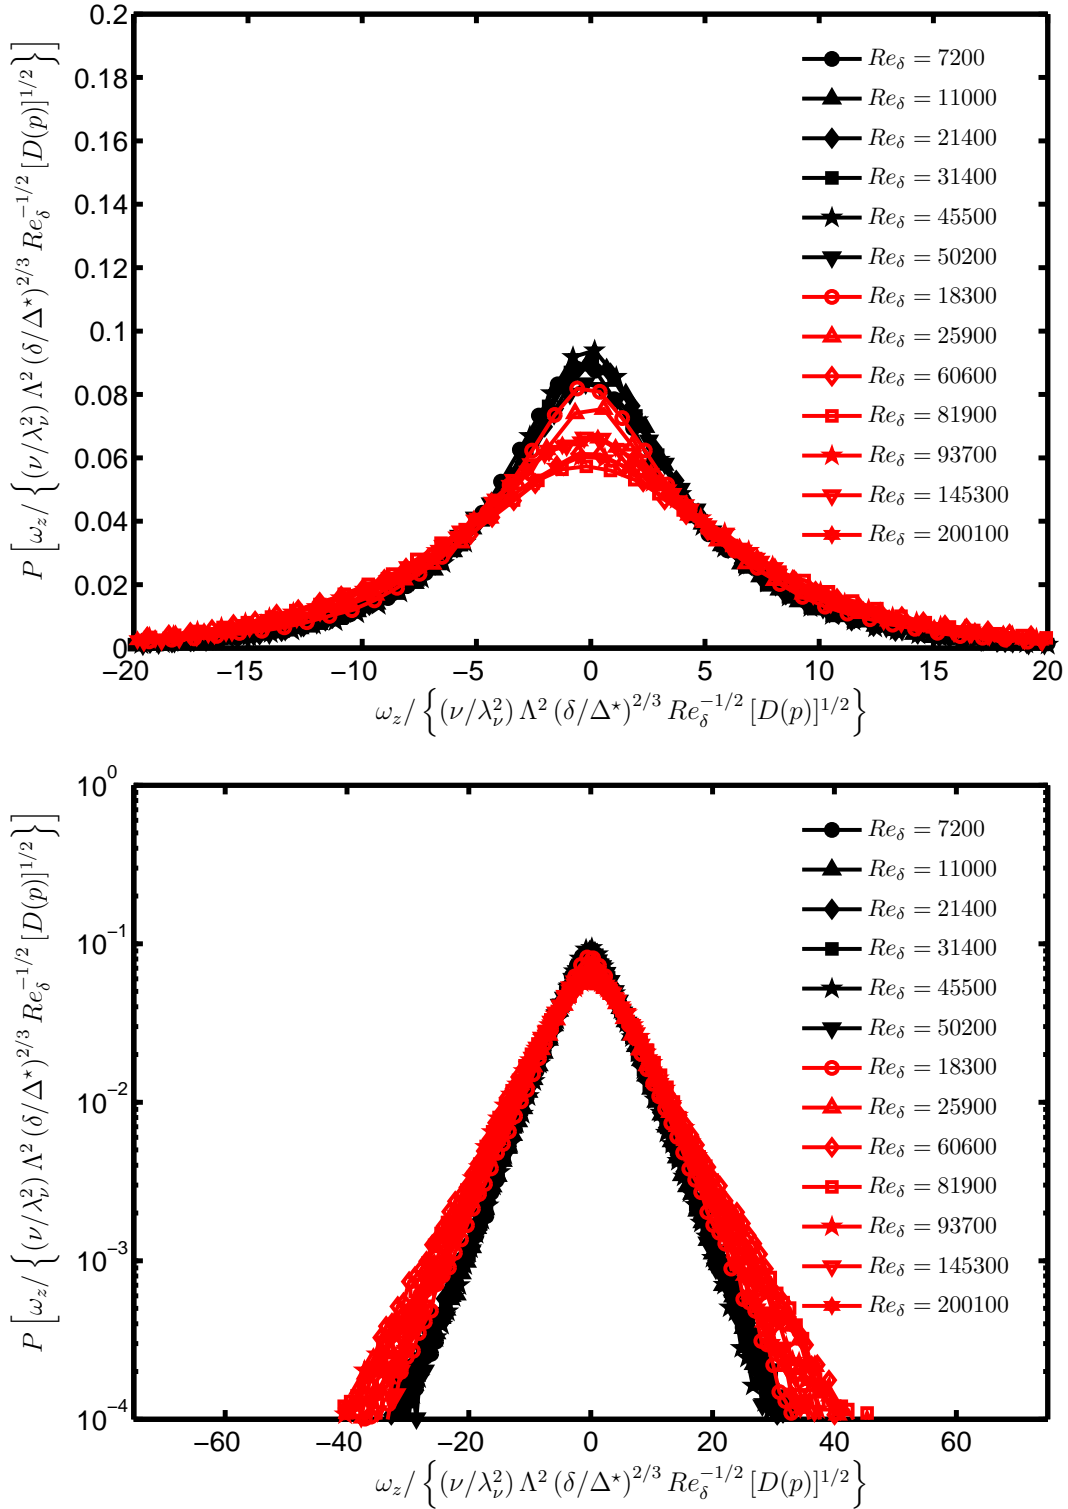 0.2
0.18
0.16
0.14
0.12
0.1
0.08
0.06
0.04
0.02
0
P [ω_z / {(ν/λ_ν^2) Λ^2 (δ/Δ^⋆)^{2/3} Re_δ^{-1/2} [D(p)]^{1/2}}]
Re_δ = 7200
Re_δ = 11000
Re_δ = 21400
Re_δ = 31400
Re_δ = 45500
Re_δ = 50200
Re_δ = 18300
Re_δ = 25900
Re_δ = 60600
Re_δ = 81900
Re_δ = 93700
Re_δ = 145300
Re_δ = 200100
−20 −15 −10 −5 0 5 10 15 20
ω_z / {(ν/λ_ν^2) Λ^2 (δ/Δ^⋆)^{2/3} Re_δ^{-1/2} [D(p)]^{1/2}}
10^0
10^{-1}
10^{-2}
10^{-3}
10^{-4}
P [ω_z / {(ν/λ_ν^2) Λ^2 (δ/Δ^⋆)^{2/3} Re_δ^{-1/2} [D(p)]^{1/2}}]
Re_δ = 7200
Re_δ = 11000
Re_δ = 21400
Re_δ = 31400
Re_δ = 45500
Re_δ = 50200
Re_δ = 18300
Re_δ = 25900
Re_δ = 60600
Re_δ = 81900
Re_δ = 93700
Re_δ = 145300
Re_δ = 200100
−60 −40 −20 0 20 40 60
ω_z / {(ν/λ_ν^2) Λ^2 (δ/Δ^⋆)^{2/3} Re_δ^{-1/2} [D(p)]^{1/2}}